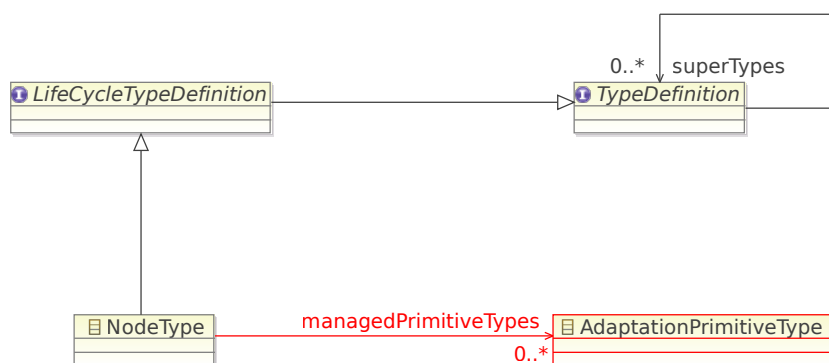 0..* superTypes
I LifeCycleTypeDefinition
I TypeDefinition
managedPrimitiveTypes
NodeType
AdaptationPrimitiveType
0..*